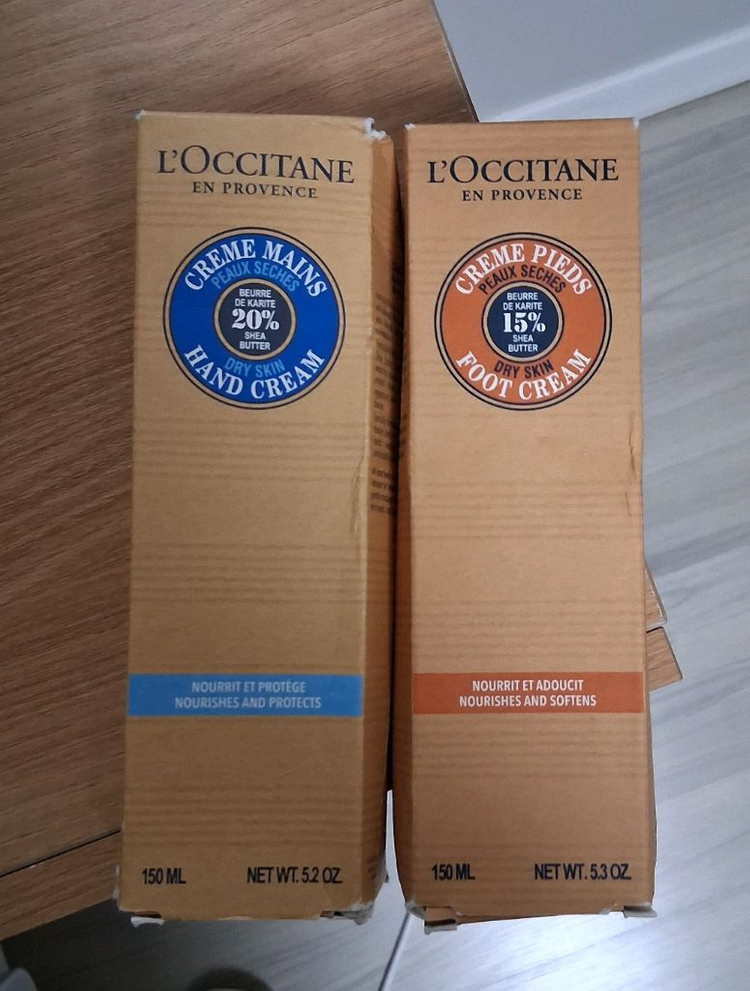 L'OCCITANE
EN PROVENCE
CREME MAINS
PEAUX SECHES
BEURRE
DE KARITE
20%
SHEA
BUTTER
DRY SKIN
HAND CREAM
NOURRIT ET PROTÈGE
NOURISHES AND PROTECTS
150 ML
NET WT. 5.2 OZ.
L'OCCITANE
EN PROVENCE
CREME PIEDS
PEAUX SECHES
BEURRE
DE KARITE
15%
SHEA
BUTTER
DRY SKIN
FOOT CREAM
NOURRIT ET ADOUCIT
NOURISHES AND SOFTENS
150 ML
NET WT. 5.3 OZ.